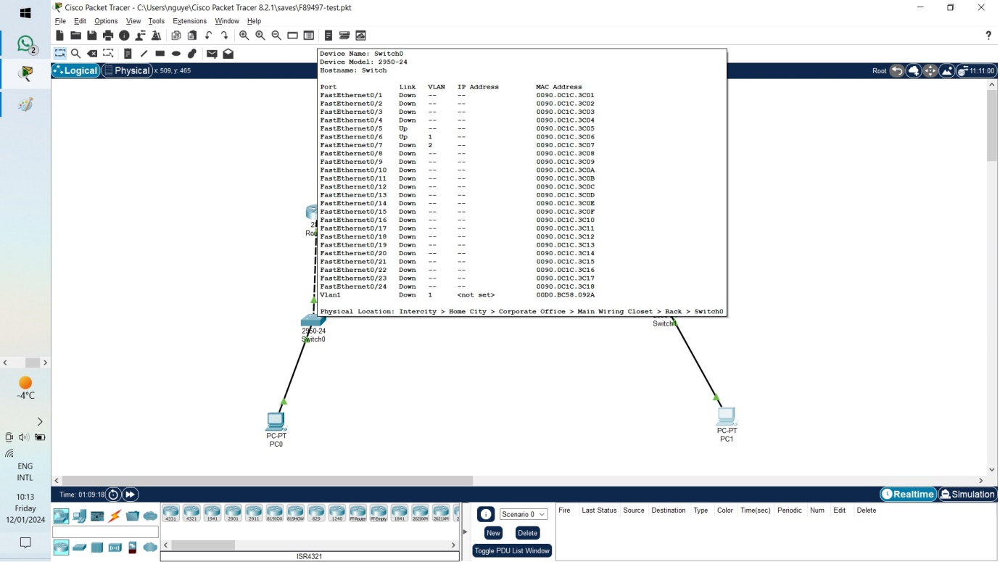 Cisco Packet Tracer - C:\Users\nguye\Cisco Packet Tracer 8.2.1\saves\F89497-test.pkt
File Edit Options View Tools Extensions Window Help
?
2
Logical Physical x: 509, y: 465
Root 11:11:00
Device Name: Switch0
Device Model: 2950-24
Hostname: Switch
Port Link VLAN IP Address MAC Address
FastEthernet0/1 Down -- -- 0090.0C1C.3C01
FastEthernet0/2 Down -- -- 0090.0C1C.3C02
FastEthernet0/3 Down -- -- 0090.0C1C.3C03
FastEthernet0/4 Down -- -- 0090.0C1C.3C04
FastEthernet0/5 Up -- -- 0090.0C1C.3C05
FastEthernet0/6 Up 1 -- 0090.0C1C.3C06
FastEthernet0/7 Down 2 -- 0090.0C1C.3C07
FastEthernet0/8 Down -- -- 0090.0C1C.3C08
FastEthernet0/9 Down -- -- 0090.0C1C.3C09
FastEthernet0/10 Down -- -- 0090.0C1C.3C0A
FastEthernet0/11 Down -- -- 0090.0C1C.3C0B
FastEthernet0/12 Down -- -- 0090.0C1C.3C0C
FastEthernet0/13 Down -- -- 0090.0C1C.3C0D
FastEthernet0/14 Down -- -- 0090.0C1C.3C0E
FastEthernet0/15 Down -- -- 0090.0C1C.3C0F
FastEthernet0/16 Down -- -- 0090.0C1C.3C10
FastEthernet0/17 Down -- -- 0090.0C1C.3C11
FastEthernet0/18 Down -- -- 0090.0C1C.3C12
FastEthernet0/19 Down -- -- 0090.0C1C.3C13
FastEthernet0/20 Down -- -- 0090.0C1C.3C14
FastEthernet0/21 Down -- -- 0090.0C1C.3C15
FastEthernet0/22 Down -- -- 0090.0C1C.3C16
FastEthernet0/23 Down -- -- 0090.0C1C.3C17
FastEthernet0/24 Down -- -- 0090.0C1C.3C18
Vlan1 Down 1 <not set> 00D0.BC58.092A
Physical Location: Intercity > Home City > Corporate Office > Main Wiring Closet > Rack > Switch0
2950-24
Switch0
PC-PT
PC0
PC-PT
PC1
-4°C
ENG
INTL
10:13
Friday
12/01/2024
Time: 01:09:18
Realtime Simulation
4331 4321 1941 2901 2911 819IOX 819HGW 829 1240 PT-Router PT-Empty 1841 2620XM 2621XM
ISR4321
Scenario 0
New Delete
Toggle PDU List Window
Fire Last Status Source Destination Type Color Time(sec) Periodic Num Edit Delete